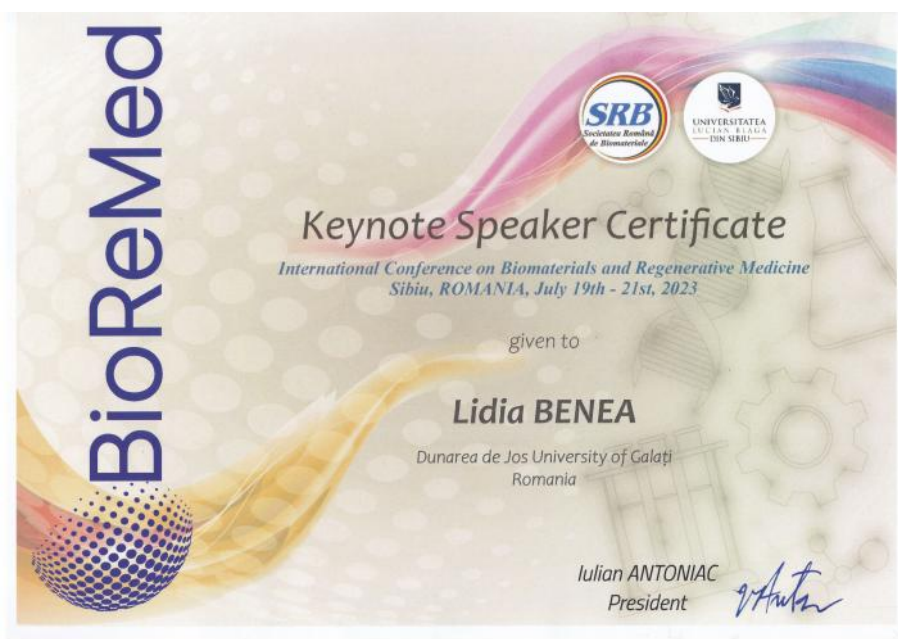 BioReMed
SRB
Societatea Română
de Biomateriale
UNIVERSITATEA
LUCIAN BLAGA
DIN SIBIU
Keynote Speaker Certificate
International Conference on Biomaterials and Regenerative Medicine
Sibiu, ROMANIA, July 19th - 21st, 2023
given to
Lidia BENEA
Dunarea de Jos University of Galați
Romania
Iulian ANTONIAC
President